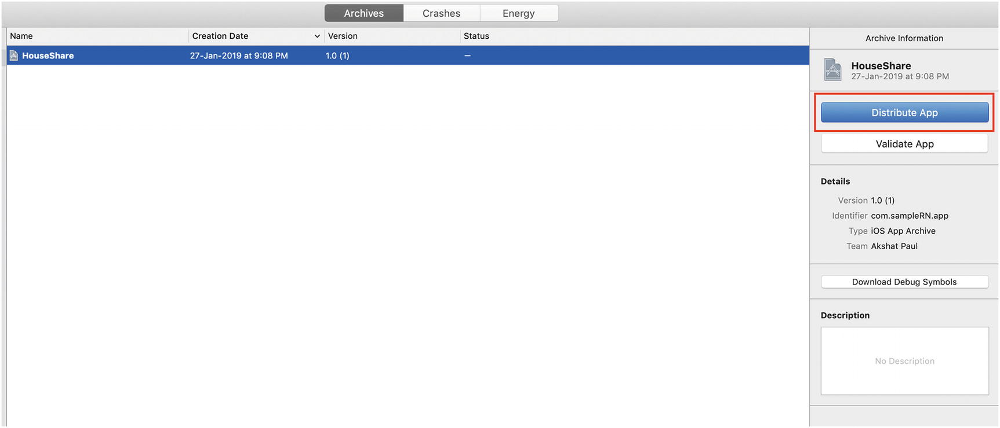 Archives Crashes Energy
Name Creation Date Version Status
HouseShare 27-Jan-2019 at 9:08 PM 1.0 (1) –
Archive Information
HouseShare
27-Jan-2019 at 9:08 PM
Distribute App
Validate App
Details
Version 1.0 (1)
Identifier com.sampleRN.app
Type iOS App Archive
Team Akshat Paul
Download Debug Symbols
Description
No Description